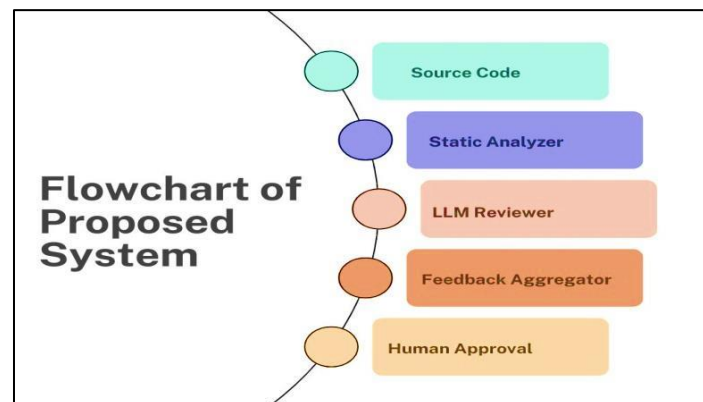 Flowchart of
Proposed
System
Source Code
Static Analyzer
LLM Reviewer
Feedback Aggregator
Human Approval